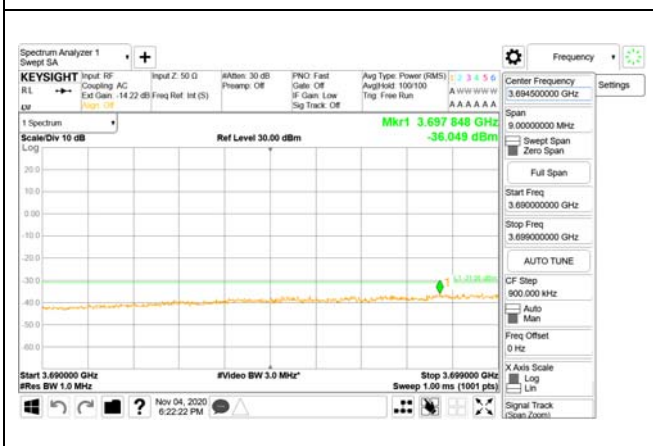 Spectrum Analyzer 1
Swept SA
+
Frequency
KEYSIGHT
RL
Input: RF
Coupling: AC
Ext Gain: -14.22 dB
Align: Off
Input Z: 50 Ω
Freq Ref: Int (S)
#Atten: 30 dB
Preamp: Off
PNO: Fast
Gate: Off
IF Gain: Low
Sig Track: Off
Avg Type: Power (RMS)
Avg|Hold: 100/100
Trig: Free Run
1 2 3 4 5 6
A W W W W W
A A A A A A
1 Spectrum
Scale/Div 10 dB
Log
Ref Level 30.00 dBm
Mkr1 3.697 848 GHz
-36.049 dBm
20.0
10.0
0.00
-10.0
-20.0
-30.0
-40.0
-50.0
-60.0
1
Start 3.690000 GHz
#Res BW 1.0 MHz
#Video BW 3.0 MHz*
Stop 3.699000 GHz
Sweep 1.00 ms (1001 pts)
Nov 04, 2020
6:22:22 PM
?
Center Frequency
3.694500000 GHz
Settings
Span
9.00000000 MHz
Swept Span
Zero Span
Full Span
Start Freq
3.690000000 GHz
Stop Freq
3.699000000 GHz
AUTO TUNE
CF Step
900.000 kHz
Auto
Man
Freq Offset
0 Hz
X Axis Scale
Log
Lin
Signal Track
(Span Zoom)